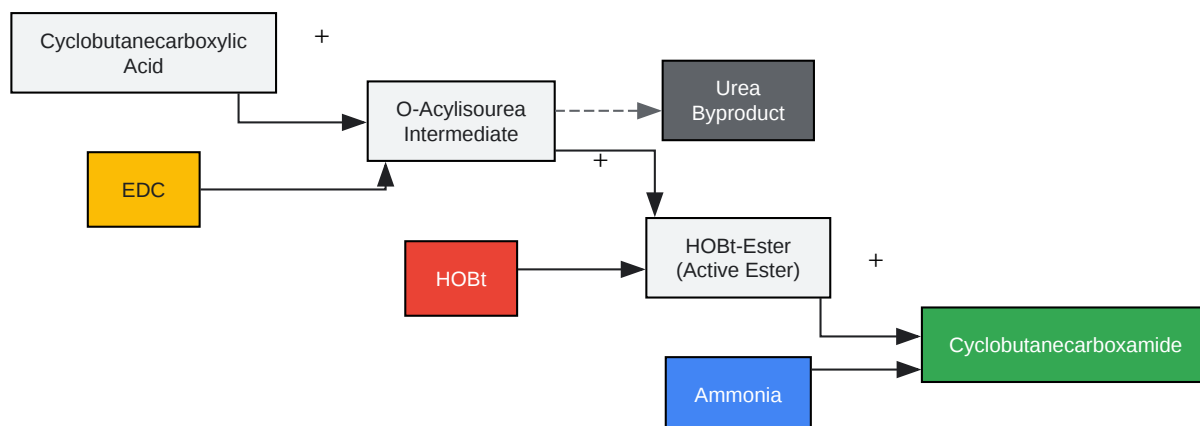 Cyclobutanecarboxylic
Acid
+
O-Acylisourea
Intermediate
Urea
Byproduct
EDC
+
HOBt
HOBt-Ester
(Active Ester)
+
Cyclobutanecarboxamide
Ammonia